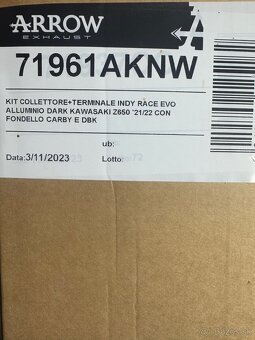 ARROW
EXHAUST
71961AKNW
KIT COLLETTORE+TERMINALE INDY RACE EVO
ALLUMINIO DARK KAWASAKI Z650 '21/22 CON
FONDELLO CARBY E DBK
ub:
Data:3/11/2023
Lotto: